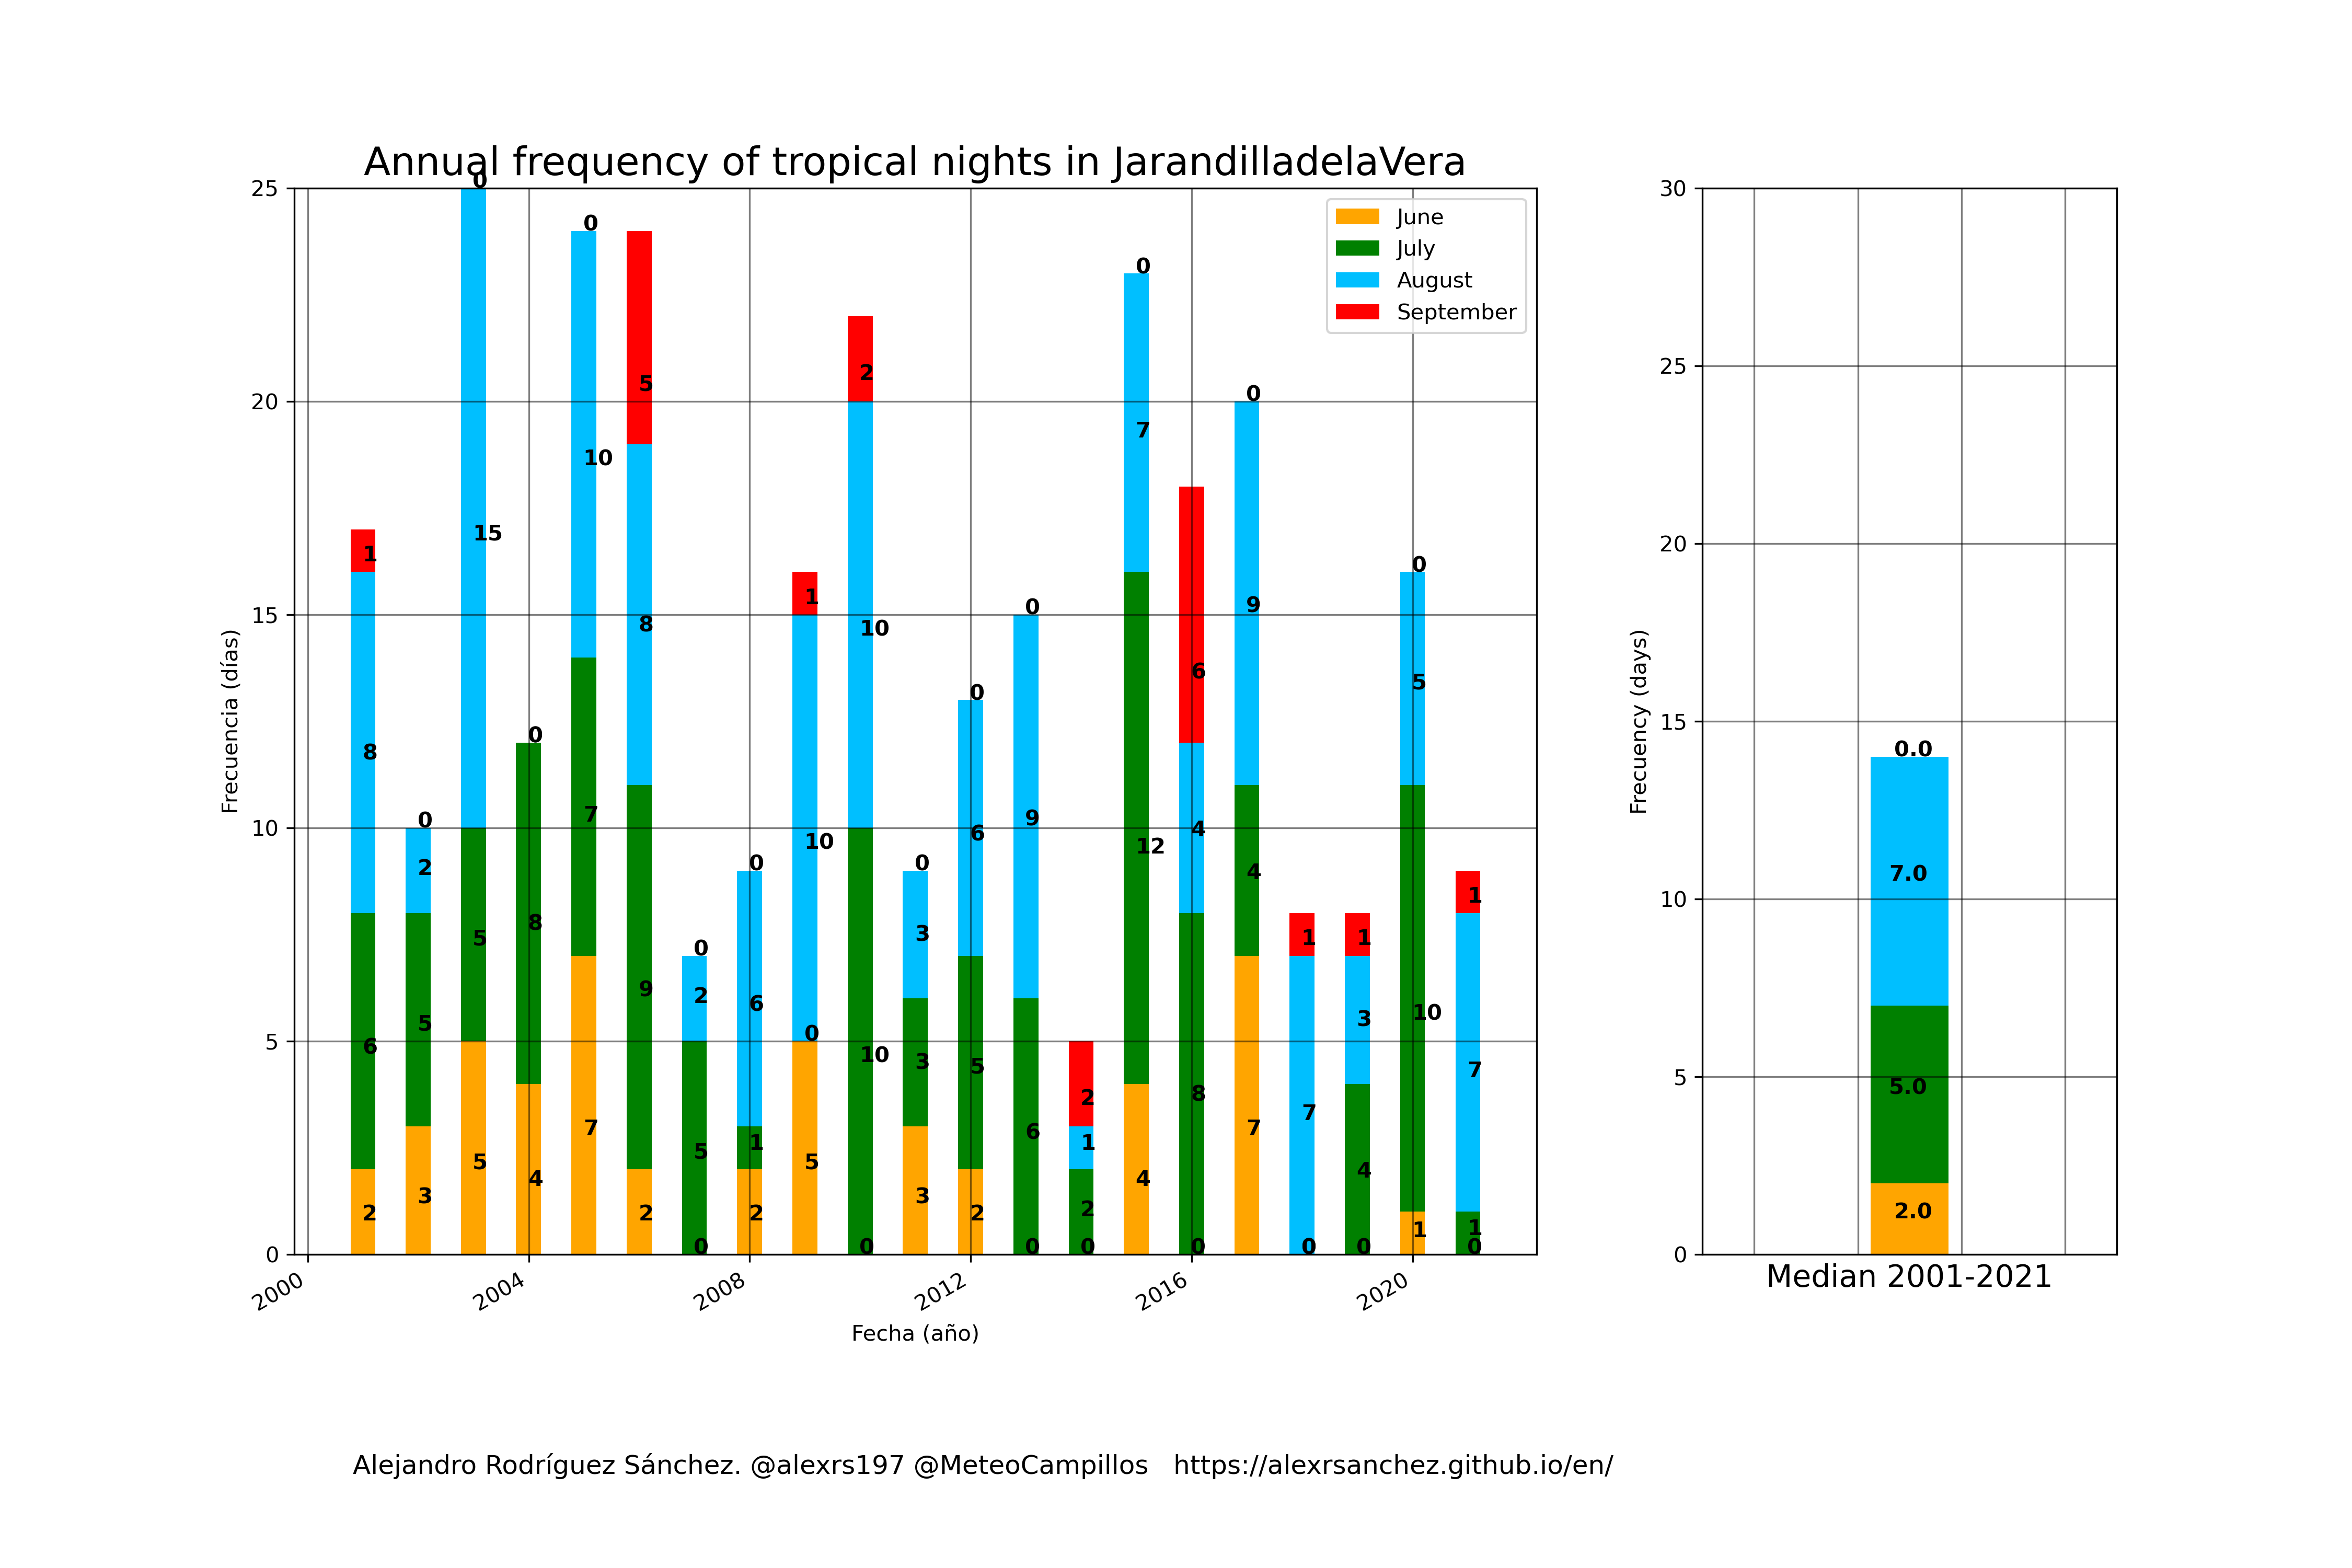 Annual frequency of tropical nights in JarandilladelaVera
June
July
August
September
Frecuencia (días)
25
20
15
10
5
0
2 6 8 1
3 5 2 0
5 5 15 0
4 8 0
7 7 10 0
2 9 8 5
0 5 2 0
2 1 6 0
5 0 10 1
0 10 10 2
3 3 3 0
2 5 6 0
0 6 9 0
0 2 1 2
4 12 7 0
0 8 4 6
7 4 9 0
0 7 1
0 4 3 1
1 10 5 0
0 1 7 1
2000 2004 2008 2012 2016 2020
Fecha (año)
Frecuency (days)
30
25
20
15
10
5
0
0.0
7.0
5.0
2.0
Median 2001-2021
Alejandro Rodríguez Sánchez. @alexrs197 @MeteoCampillos https://alexrsanchez.github.io/en/